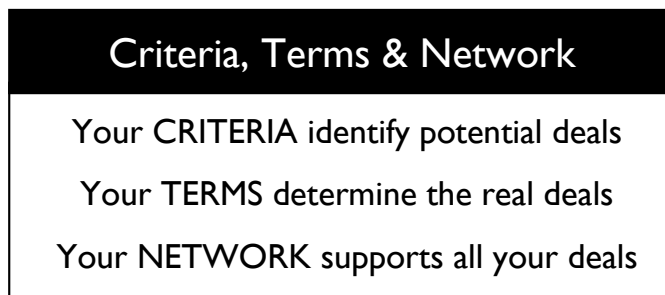 Criteria, Terms & Network
Your CRITERIA identify potential deals
Your TERMS determine the real deals
Your NETWORK supports all your deals